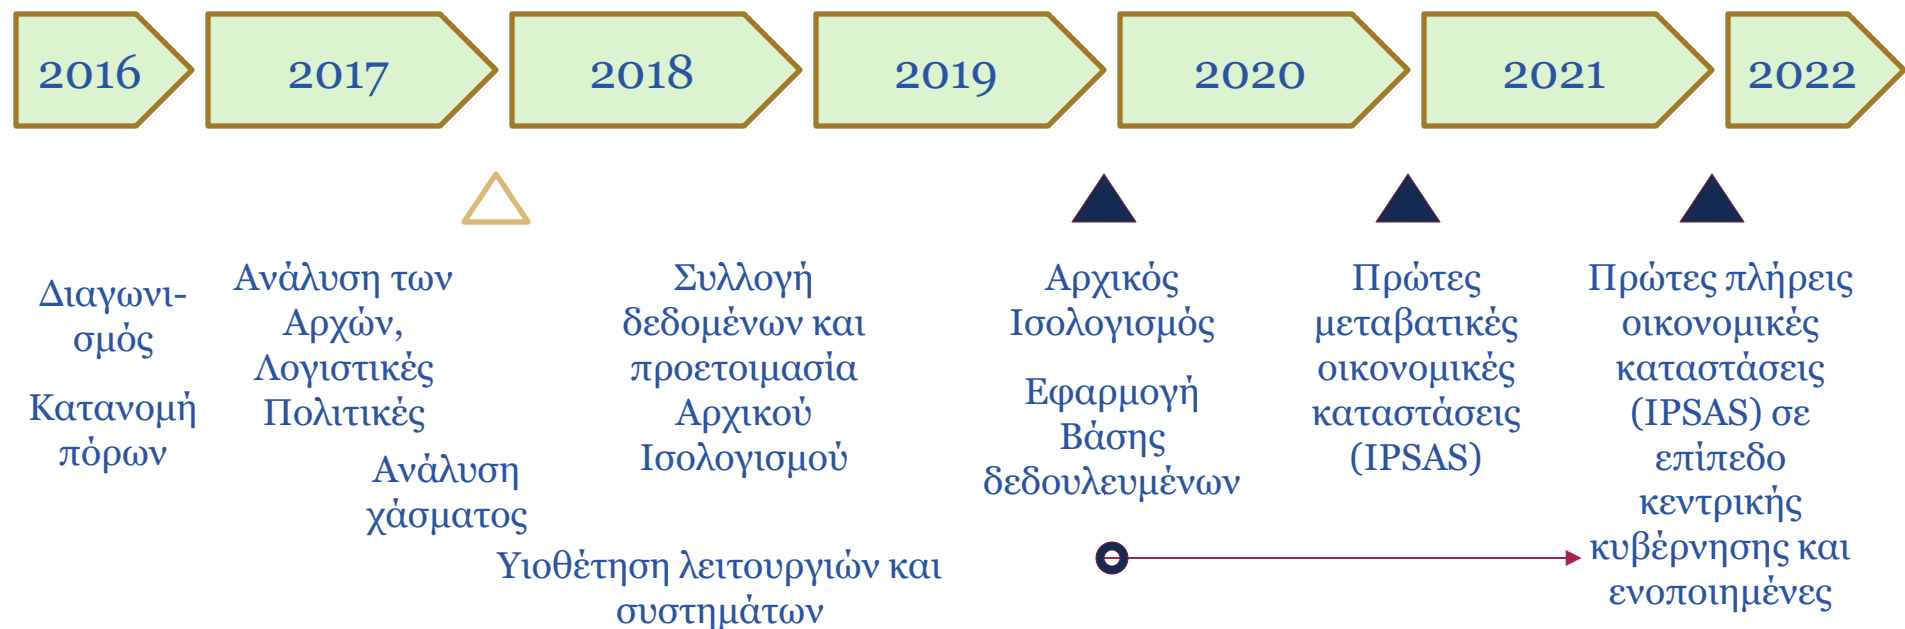 2016
2017
2018
2019
2020
2021
2022
Διαγωνι-
σμός
Κατανομή
πόρων
Ανάλυση των
Αρχών,
Λογιστικές
Πολιτικές
Ανάλυση
χάσματος
Συλλογή
δεδομένων και
προετοιμασία
Αρχικού
Ισολογισμού
Υιοθέτηση λειτουργιών και
συστημάτων
Αρχικός
Ισολογισμός
Εφαρμογή
Βάσης
δεδουλευμένων
Πρώτες
μεταβατικές
οικονομικές
καταστάσεις
(IPSAS)
Πρώτες πλήρεις
οικονομικές
καταστάσεις
(IPSAS) σε
επίπεδο
κεντρικής
κυβέρνησης και
ενοποιημένες